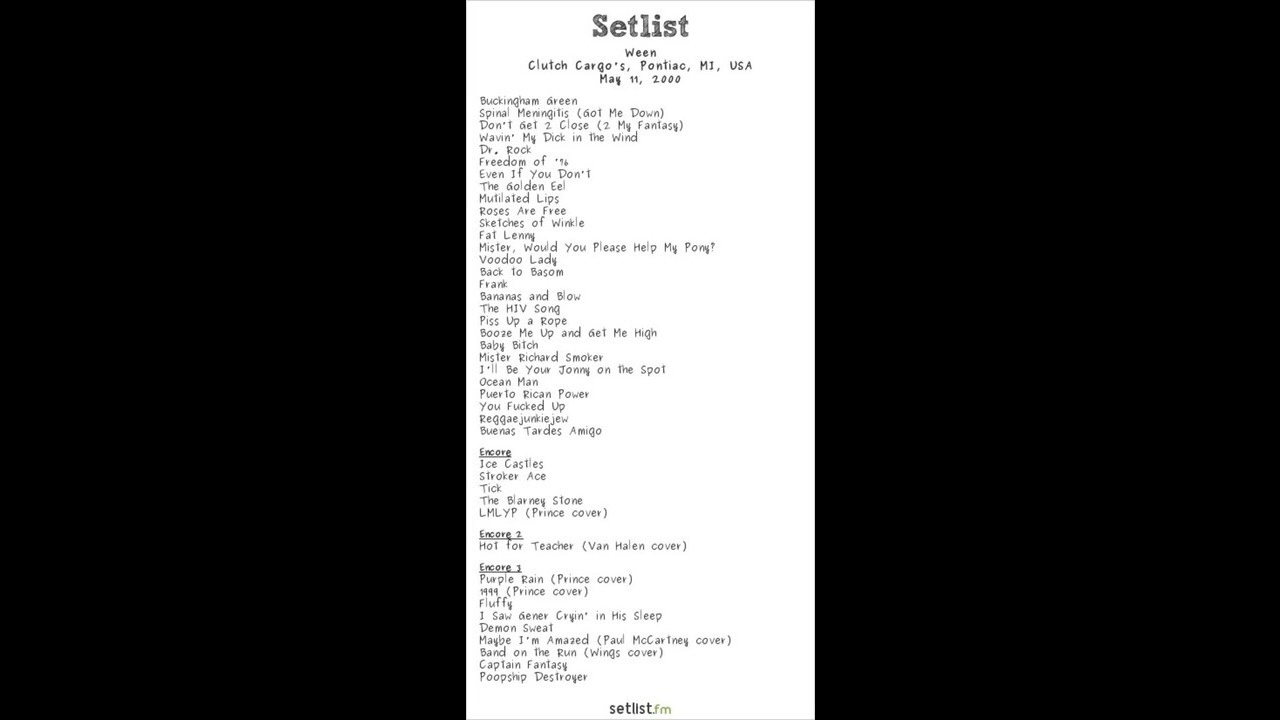 Setlist
Ween
Clutch Cargo's, Pontiac, MI, USA
May 11, 2000
Buckingham Green
Spinal Meningitis (Got Me Down)
Don't Get 2 Close (2 My Fantasy)
Wavin' My Dick in the Wind
Dr. Rock
Freedom of '76
Even If You Don't
The Golden Eel
Mutilated Lips
Roses Are Free
Sketches of Winkle
Fat Lenny
Mister, Would You Please Help My Pony?
Voodoo Lady
Back to Basom
Frank
Bananas and Blow
The HIV Song
Piss Up a Rope
Booze Me Up and Get Me High
Baby Bitch
Mister Richard Smoker
I'll Be Your Jonny on the Spot
Ocean Man
Puerto Rican Power
You Fucked Up
Reggaejunkiejew
Buenas Tardes Amigo
Encore
Ice Castles
Stroker Ace
Tick
The Blarney Stone
LMLYP (Prince cover)
Encore 2
Hot for Teacher (Van Halen cover)
Encore 3
Purple Rain (Prince cover)
1999 (Prince cover)
Fluffy
I Saw Gener Cryin' in His Sleep
Demon Sweat
Maybe I'm Amazed (Paul McCartney cover)
Band on the Run (Wings cover)
Captain Fantasy
Poopship Destroyer
setlist.fm